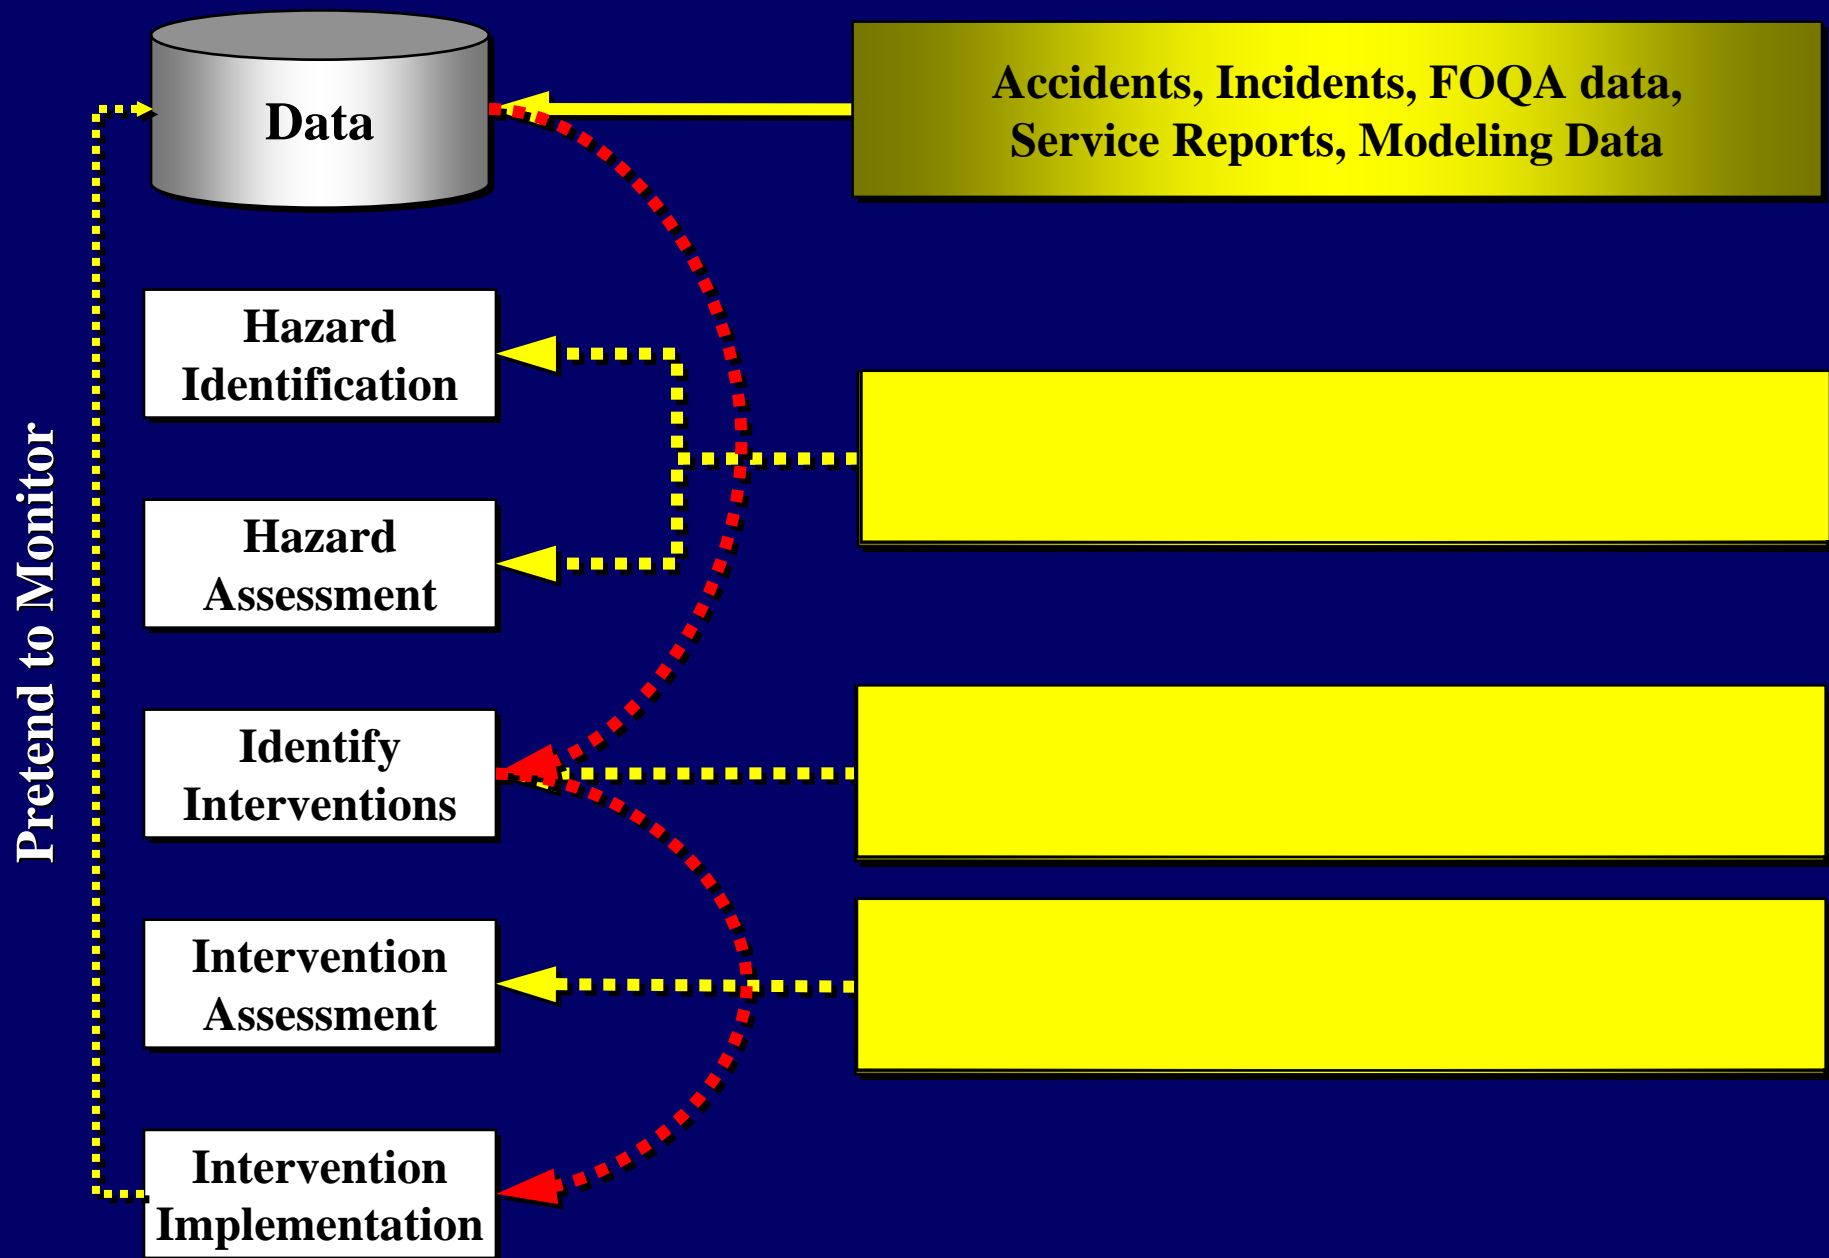 Data
Accidents, Incidents, FOQA data,
Service Reports, Modeling Data
Hazard
Identification
Hazard
Assessment
Identify
Interventions
Intervention
Assessment
Intervention
Implementation
Pretend to Monitor